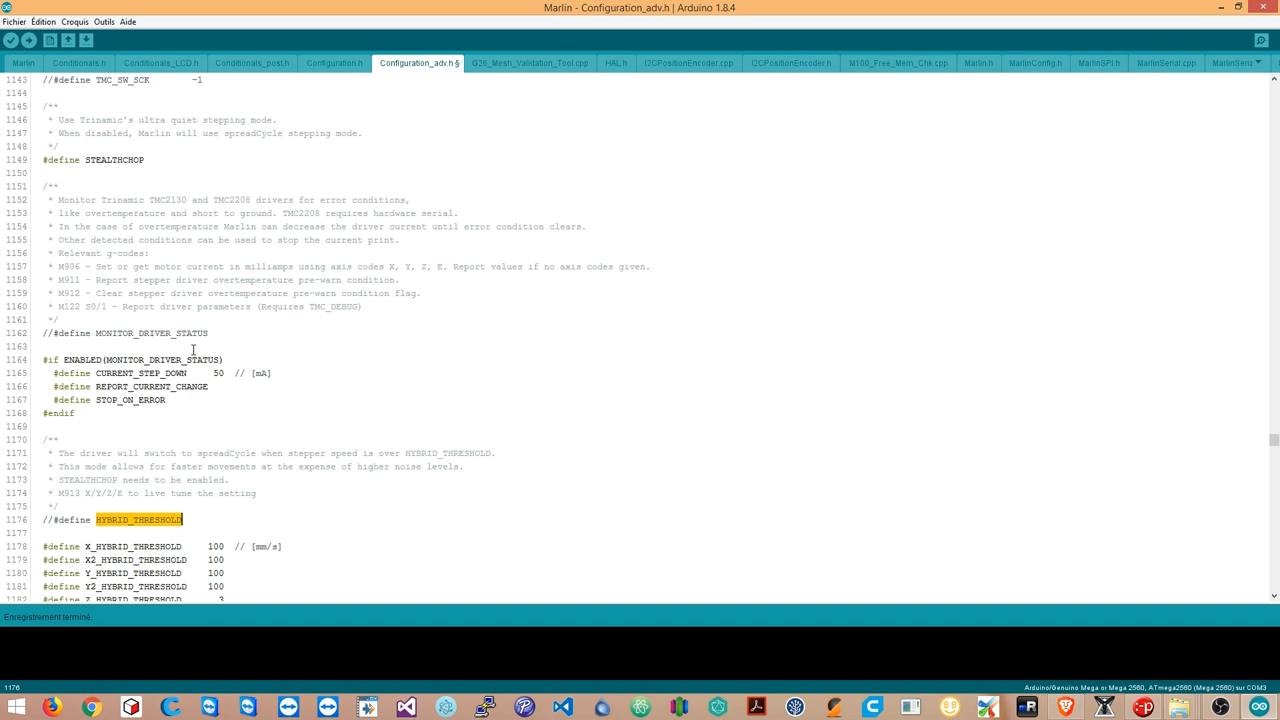 Marlin - Configuration_adv.h | Arduino 1.8.4
Fichier Édition Croquis Outils Aide
Marlin Conditionals.h Conditionals_LCD.h Conditionals_post.h Configuration.h Configuration_adv.h § G26_Mesh_Validation_Tool.cpp HAL.h I2CPositionEncoder.cpp I2CPositionEncoder.h M100_Free_Mem_Chk.cpp Marlin.h MarlinConfig.h MarlinSPI.h MarlinSerial.cpp MarlinSeria
1143 //#define TMC_SW_SCK -1
1144
1145 /**
1146 * Use Trinamic's ultra quiet stepping mode.
1147 * When disabled, Marlin will use spreadCycle stepping mode.
1148 */
1149 #define STEALTHCHOP
1150
1151 /**
1152 * Monitor Trinamic TMC2130 and TMC2208 drivers for error conditions,
1153 * like overtemperature and short to ground. TMC2208 requires hardware serial.
1154 * In the case of overtemperature Marlin can decrease the driver current until error condition clears.
1155 * Other detected conditions can be used to stop the current print.
1156 * Relevant g-codes:
1157 * M906 - Set or get motor current in milliamps using axis codes X, Y, Z, E. Report values if no axis codes given.
1158 * M911 - Report stepper driver overtemperature pre-warn condition.
1159 * M912 - Clear stepper driver overtemperature pre-warn condition flag.
1160 * M122 S0/1 - Report driver parameters (Requires TMC_DEBUG)
1161 */
1162 //#define MONITOR_DRIVER_STATUS
1163
1164 #if ENABLED(MONITOR_DRIVER_STATUS)
1165 #define CURRENT_STEP_DOWN 50 // [mA]
1166 #define REPORT_CURRENT_CHANGE
1167 #define STOP_ON_ERROR
1168 #endif
1169
1170 /**
1171 * The driver will switch to spreadCycle when stepper speed is over HYBRID_THRESHOLD.
1172 * This mode allows for faster movements at the expense of higher noise levels.
1173 * STEALTHCHOP needs to be enabled.
1174 * M913 X/Y/Z/E to live tune the setting
1175 */
1176 //#define HYBRID_THRESHOLD
1177
1178 #define X_HYBRID_THRESHOLD 100 // [mm/s]
1179 #define X2_HYBRID_THRESHOLD 100
1180 #define Y_HYBRID_THRESHOLD 100
1181 #define Y2_HYBRID_THRESHOLD 100
1182 #define Z_HYBRID_THRESHOLD 3
Enregistrement terminé.
1176 Arduino/Genuino Mega or Mega 2560, ATmega2560 (Mega 2560) sur COM3